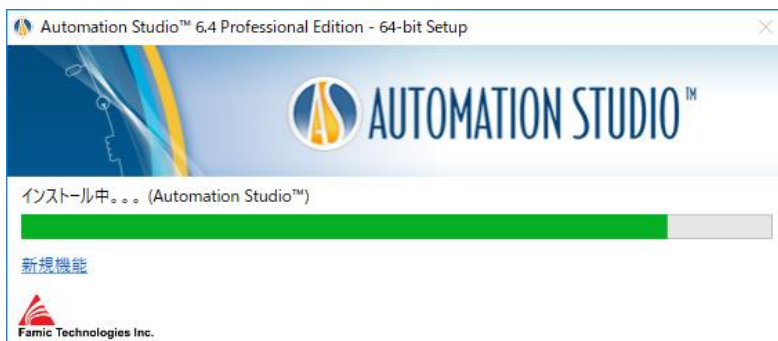 Automation Studio™ 6.4 Professional Edition - 64-bit Setup
AUTOMATION STUDIO™
インストール中。。。(Automation Studio™)
新規機能
Famic Technologies Inc.